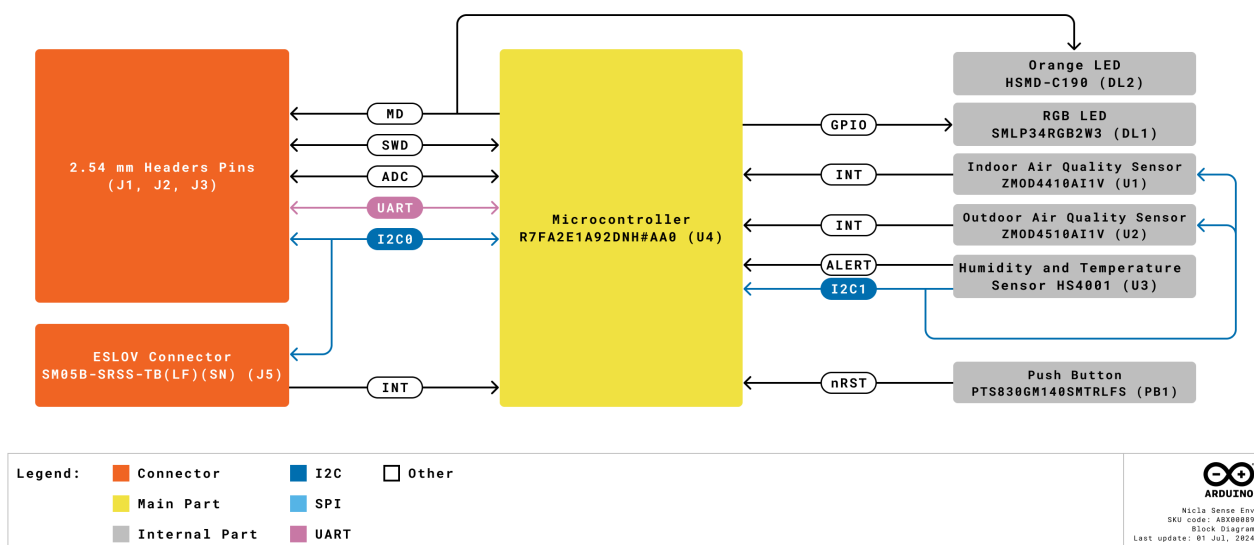 Orange LED
HSMD-C190 (DL2)
MD
RGB LED
SMLP34RGB2W3 (DL1)
GPIO
SWD
2.54 mm Headers Pins
(J1, J2, J3)
ADC
INT
Indoor Air Quality Sensor
ZMOD4410AI1V (U1)
UART
Microcontroller
R7FA2E1A92DNH#AA0 (U4)
INT
Outdoor Air Quality Sensor
ZMOD4510AI1V (U2)
I2C0
ALERT
Humidity and Temperature
Sensor HS4001 (U3)
I2C1
ESLOV Connector
SM05B-SRSS-TB(LF)(SN) (J5)
INT
nRST
Push Button
PTS830GM140SMTRLFS (PB1)
Legend:
Connector
I2C
Other
Main Part
SPI
Internal Part
UART
ARDUINO
Nicla Sense Env
SKU code: ABX00089
Block Diagram
Last update: 01 Jul, 2024